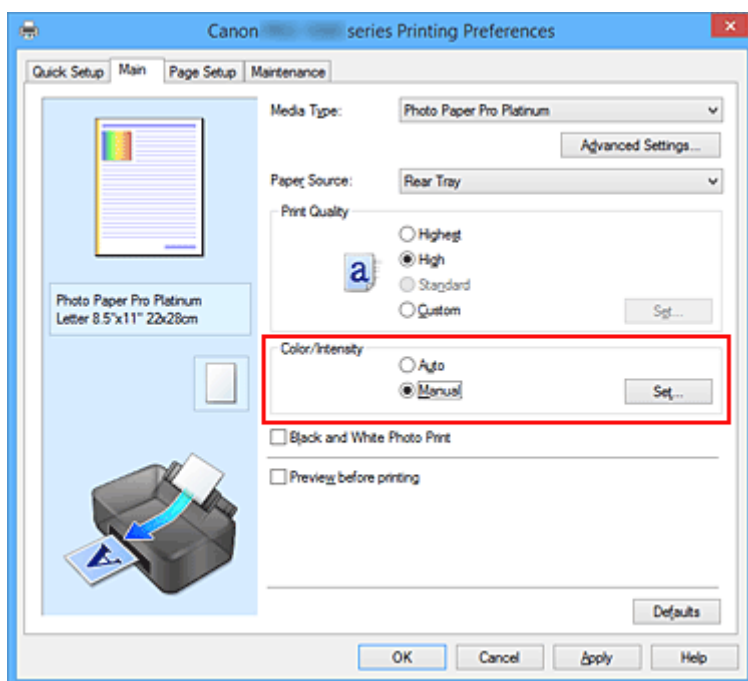 Canon series Printing Preferences
Quick Setup Main Page Setup Maintenance
Media Type: Photo Paper Pro Platinum
Advanced Settings...
Paper Source: Rear Tray
Print Quality
Highest
a High
Standard
Custom Set...
Photo Paper Pro Platinum
Letter 8.5"x11" 22x28cm
Color/Intensity
Auto
Manual Set...
Black and White Photo Print
Preview before printing
A
Defaults
OK Cancel Apply Help